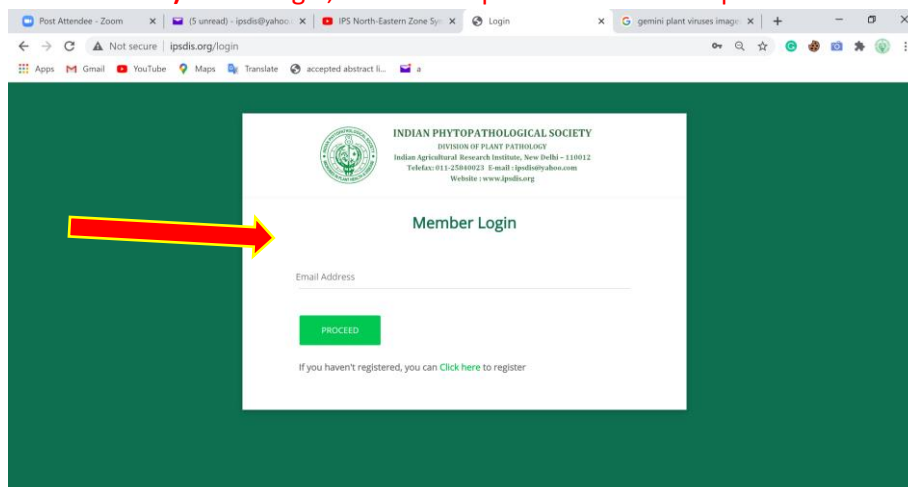 Post Attendee - Zoom
(5 unread) - ipsdis@yahoo
IPS North-Eastern Zone Sy
Login
gemini plant viruses image
Not secure | ipsdis.org/login
Apps Gmail YouTube Maps Translate accepted abstract li... a
INDIAN PHYTOPATHOLOGICAL SOCIETY
DIVISION OF PLANT PATHOLOGY
Indian Agricultural Research Institute, New Delhi – 110012
Telefax: 011-25840023 E-mail :ipsdis@yahoo.com
Website : www.ipsdis.org
Member Login
Email Address
PROCEED
If you haven't registered, you can Click here to register